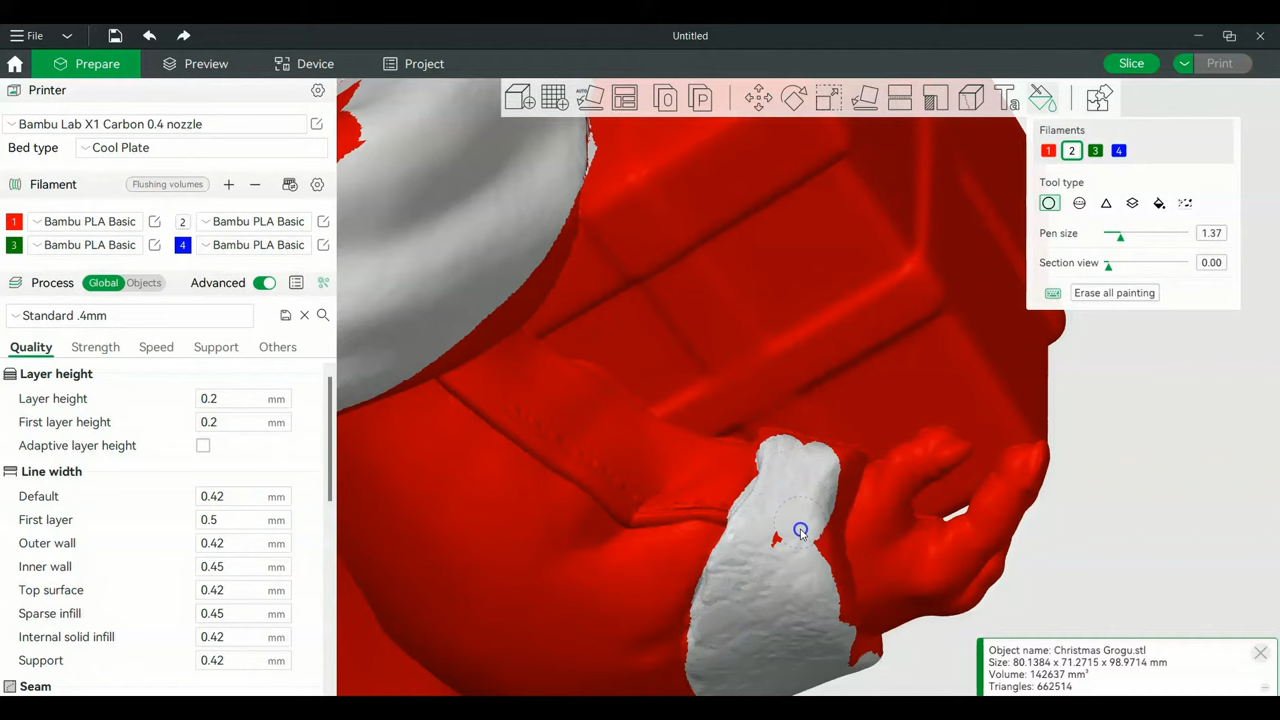 File
Untitled
Prepare
Preview
Device
Project
Slice
Print
Printer
Bambu Lab X1 Carbon 0.4 nozzle
Bed type
Cool Plate
Filament
Flushing volumes
1 Bambu PLA Basic
2 Bambu PLA Basic
3 Bambu PLA Basic
4 Bambu PLA Basic
Process
Global
Objects
Advanced
Standard .4mm
Quality
Strength
Speed
Support
Others
Layer height
Layer height 0.2 mm
First layer height 0.2 mm
Adaptive layer height
Line width
Default 0.42 mm
First layer 0.5 mm
Outer wall 0.42 mm
Inner wall 0.45 mm
Top surface 0.42 mm
Sparse infill 0.45 mm
Internal solid infill 0.42 mm
Support 0.42 mm
Seam
AUTO
Ta
Filaments
1 2 3 4
Tool type
Pen size 1.37
Section view 0.00
Erase all painting
Object name: Christmas Grogu.stl
Size: 80.1384 x 71.2715 x 98.9714 mm
Volume: 142637 mm³
Triangles: 662514